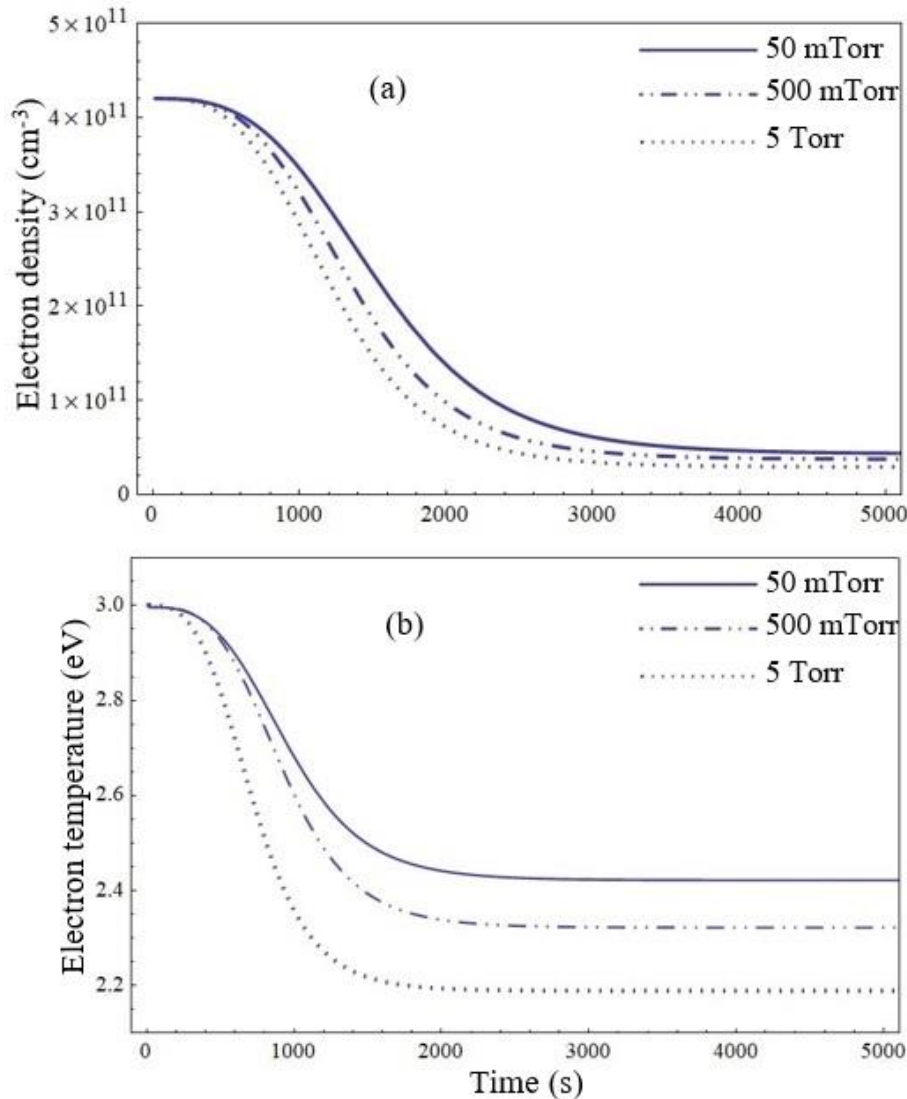 5×10¹¹
4×10¹¹
3×10¹¹
2×10¹¹
1×10¹¹
0
Electron density (cm⁻³)
(a)
50 mTorr
500 mTorr
5 Torr
0 1000 2000 3000 4000 5000
3.0
2.8
2.6
2.4
2.2
Electron temperature (eV)
(b)
50 mTorr
500 mTorr
5 Torr
0 1000 2000 3000 4000 5000
Time (s)